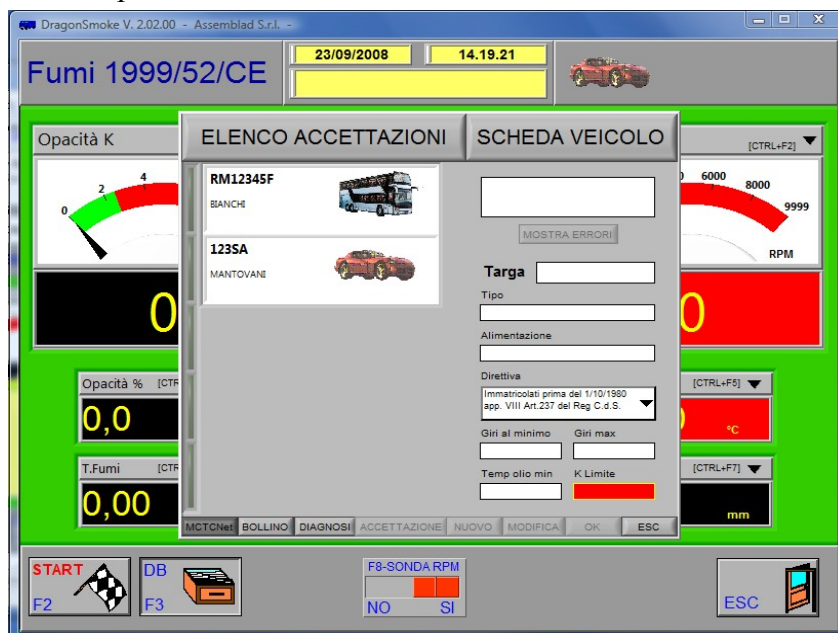 DragonSmoke V. 2.02.00 - Assemblad S.r.l. -
Fumi 1999/52/CE
23/09/2008
14.19.21
Opacità K
[CTRL+F2]
0
2
4
6000
8000
9999
RPM
0
0
Opacità %
0,0
[CTRL+F5]
°C
T.Fumi
0,00
[CTRL+F7]
mm
ELENCO ACCETTAZIONI
SCHEDA VEICOLO
RM12345F
BIANCHI
123SA
MANTOVANI
MOSTRA ERRORI
Targa
Tipo
Alimentazione
Direttiva
Immatricolati prima del 1/10/1980
app. VIII Art.237 del Reg C.d.S.
Giri al minimo Giri max
Temp olio min K Limite
MCTCNet BOLLINO DIAGNOSI ACCETTAZIONE NUOVO MODIFICA OK ESC
START
F2
DB
F3
F8-SONDA RPM
NO SI
ESC